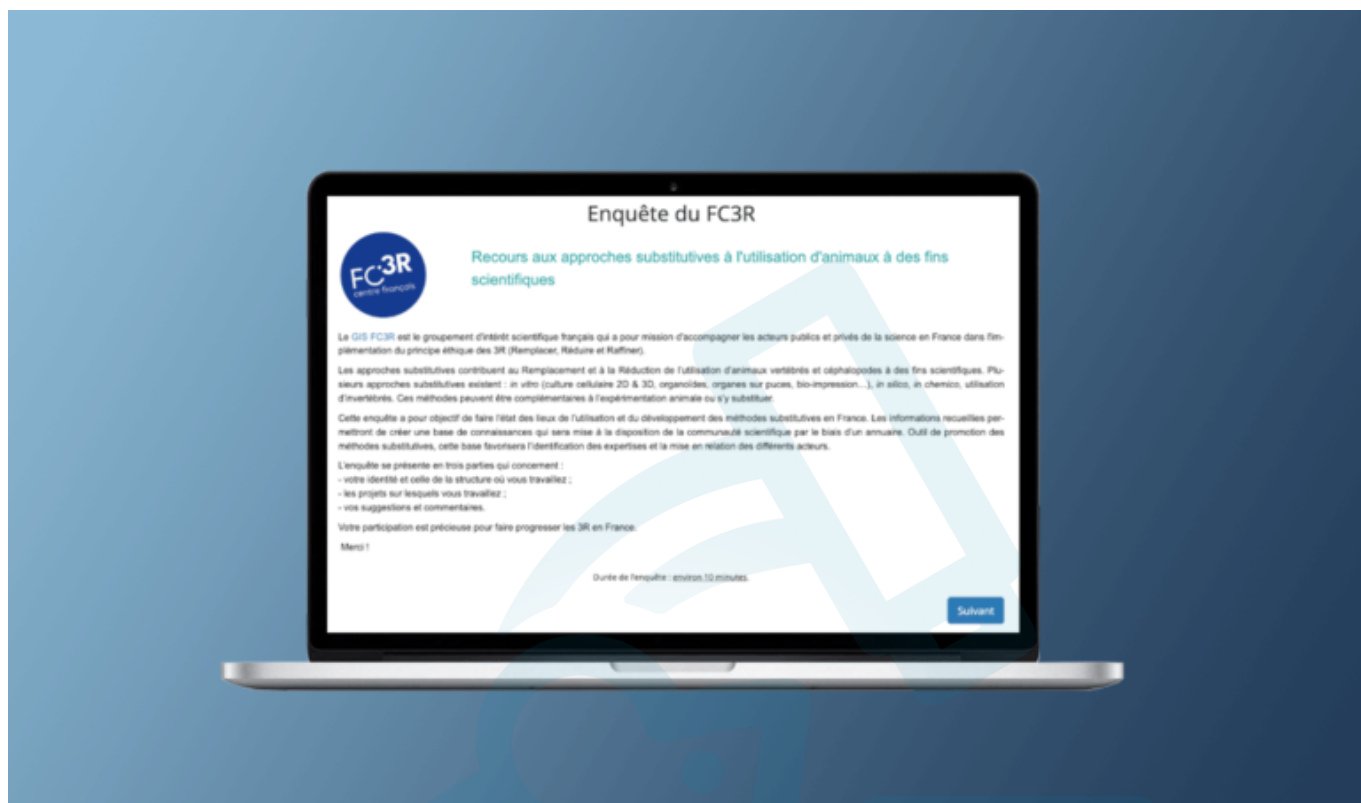 Enquête du FC3R
FC3R
centre français
Recours aux approches substitutives à l'utilisation d'animaux à des fins
scientifiques
Le GIS FC3R est le groupement d'intérêt scientifique français qui a pour mission d'accompagner les acteurs publics et privés de la science en France dans l'im-
plémentation du principe éthique des 3R (Remplacer, Réduire et Raffiner).
Les approches substitutives contribuent au Remplacement et à la Réduction de l'utilisation d'animaux vertébrés et céphalopodes à des fins scientifiques. Plu-
sieurs approches substitutives existent : in vitro (culture cellulaire 2D & 3D, organoïdes, organes sur puces, bio-impression…), in silico, in chemico, utilisation
d'invertébrés. Ces méthodes peuvent être complémentaires à l'expérimentation animale ou s'y substituer.
Cette enquête a pour objectif de faire l'état des lieux de l'utilisation et du développement des méthodes substitutives en France. Les informations recueillies per-
mettront de créer une base de connaissances qui sera mise à la disposition de la communauté scientifique par le biais d'un annuaire. Outil de promotion des
méthodes substitutives, cette base favorisera l'identification des expertises et la mise en relation des différents acteurs.
L'enquête se présente en trois parties qui concernent :
- votre identité et celle de la structure où vous travaillez ;
- les projets sur lesquels vous travaillez ;
- vos suggestions et commentaires.
Votre participation est précieuse pour faire progresser les 3R en France.
Merci !
Durée de l'enquête : environ 10 minutes.
Suivant